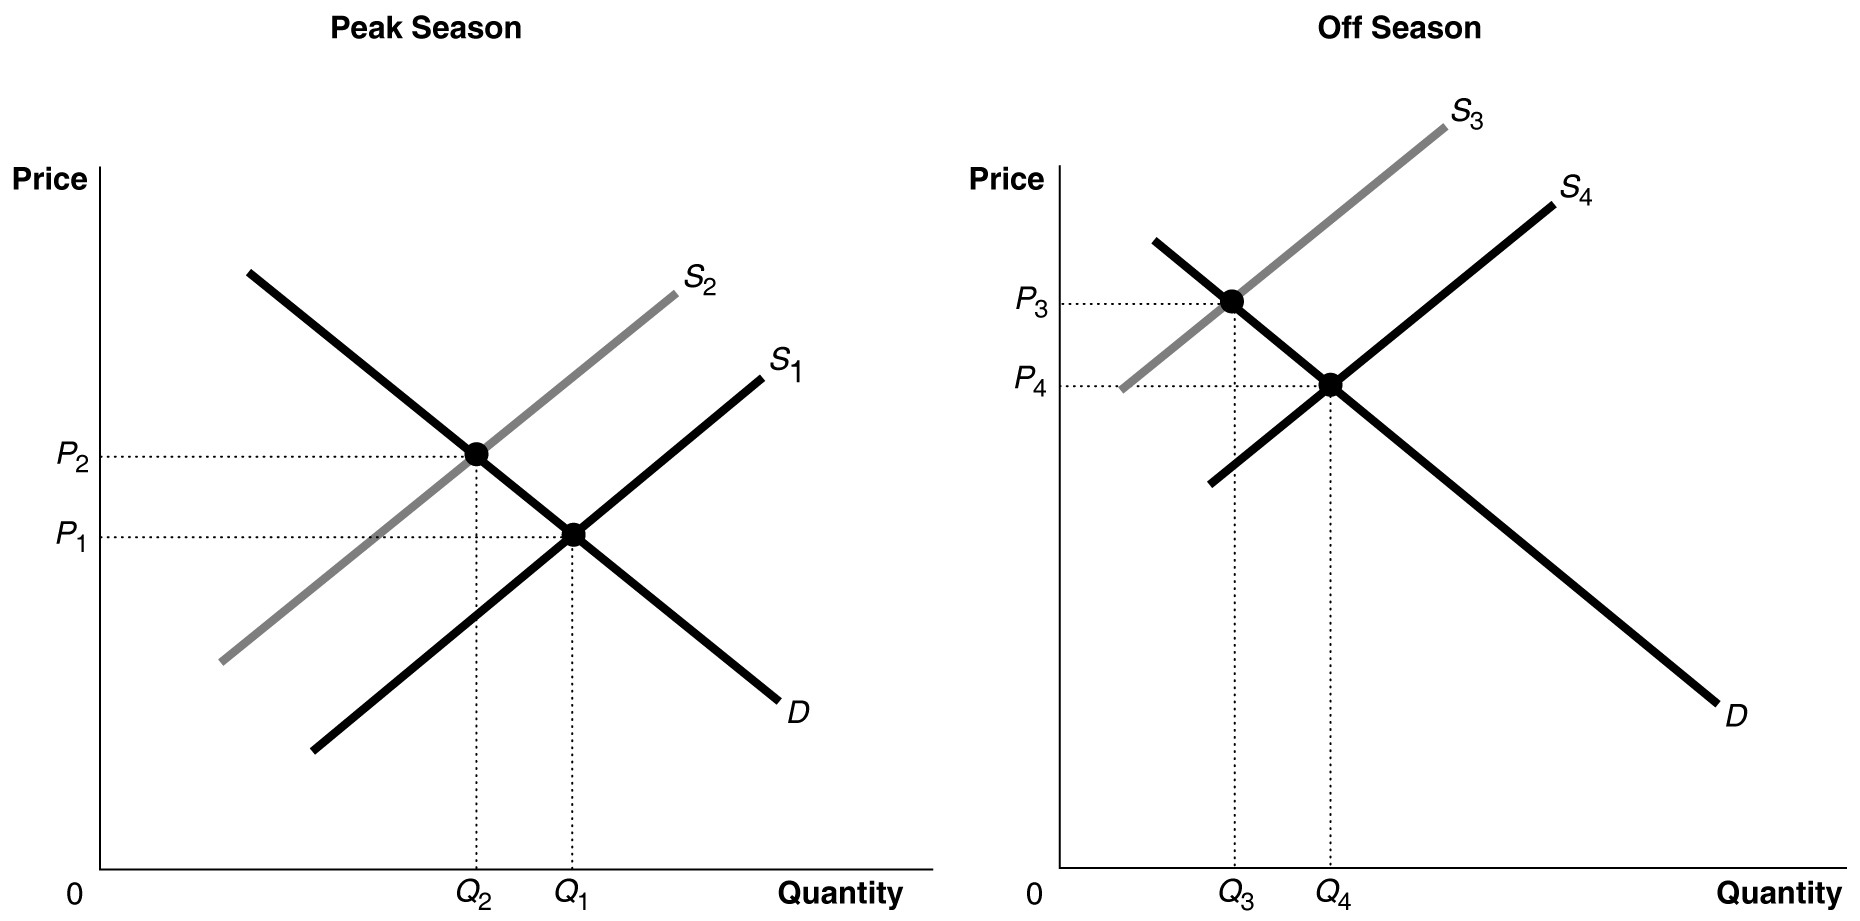 Peak Season
Price
S2
S1
P2
P1
D
0
Q2
Q1
Quantity
Off Season
S3
Price
S4
P3
P4
D
0
Q3
Q4
Quantity